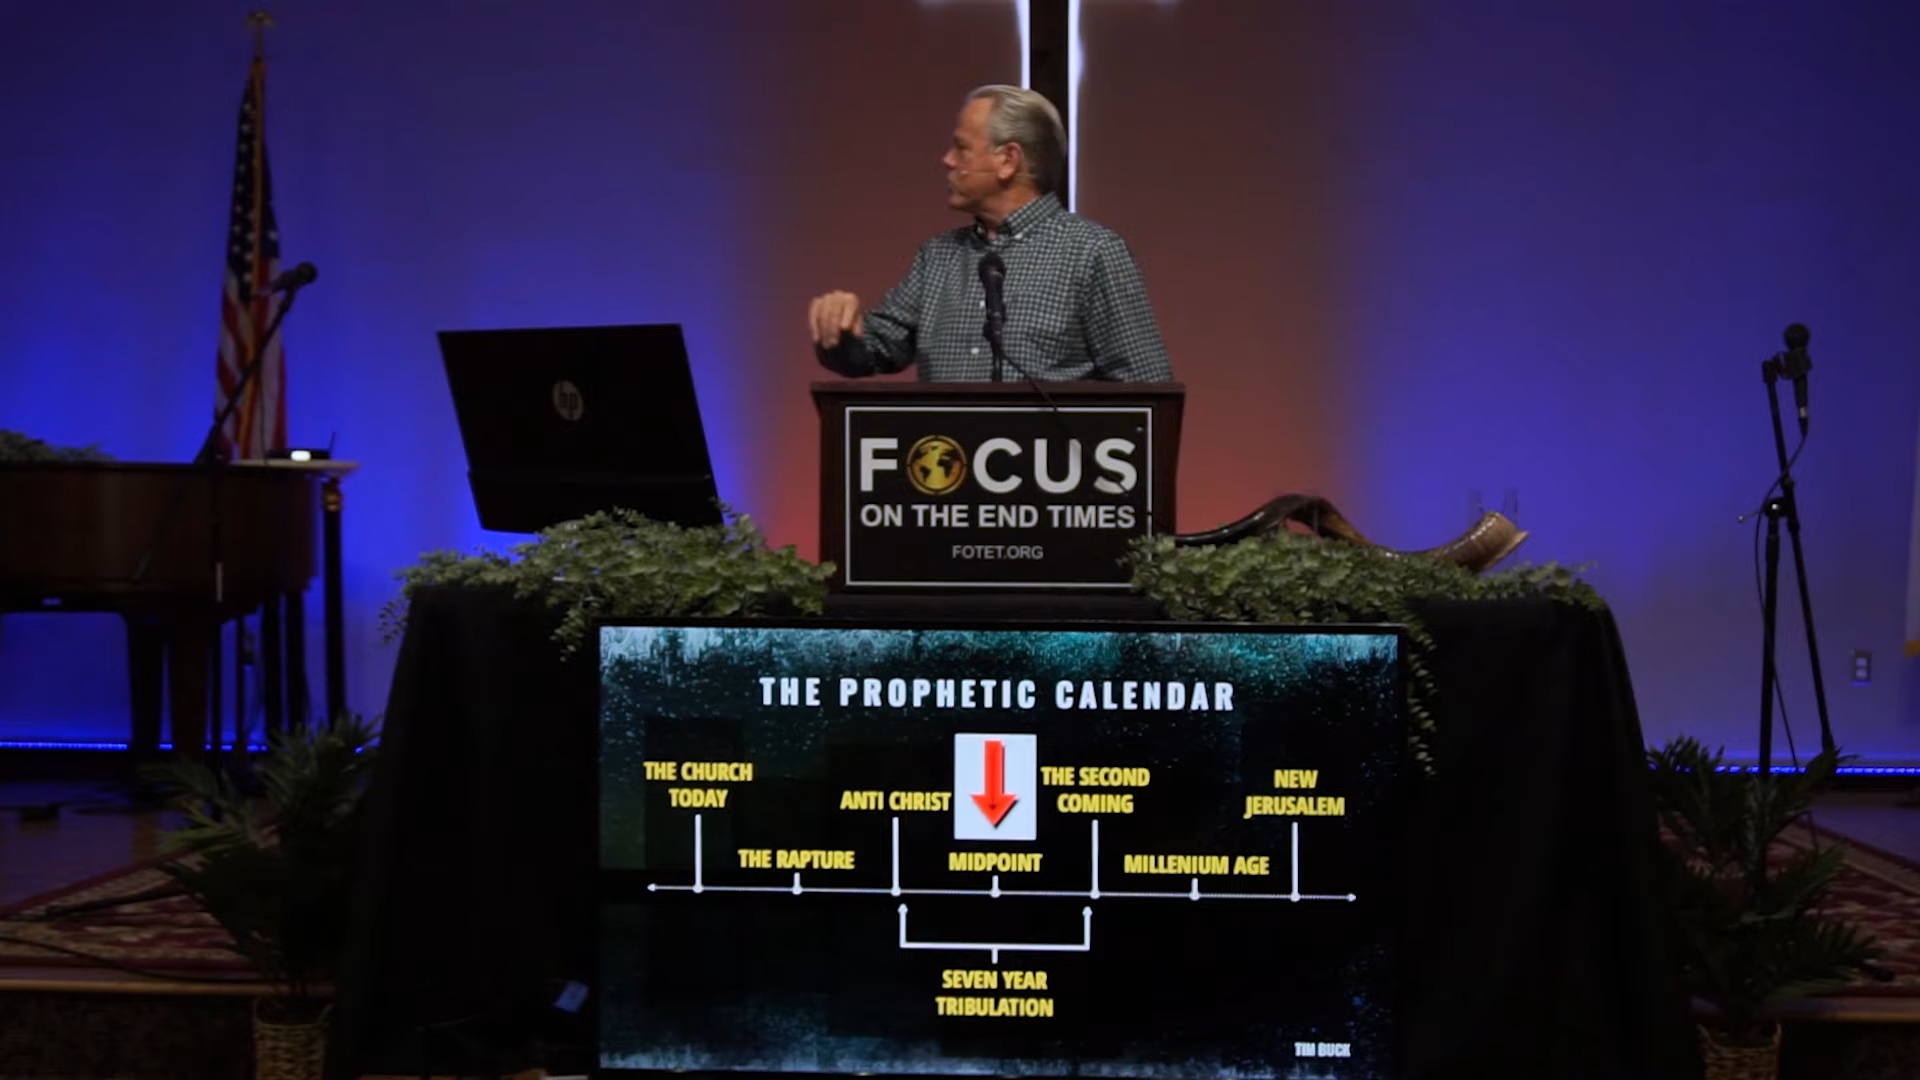 hp
FOCUS
ON THE END TIMES
FOTET.ORG
THE PROPHETIC CALENDAR
THE CHURCH
TODAY
THE RAPTURE
ANTI CHRIST
MIDPOINT
THE SECOND
COMING
MILLENIUM AGE
NEW
JERUSALEM
SEVEN YEAR
TRIBULATION
TIM BUCK